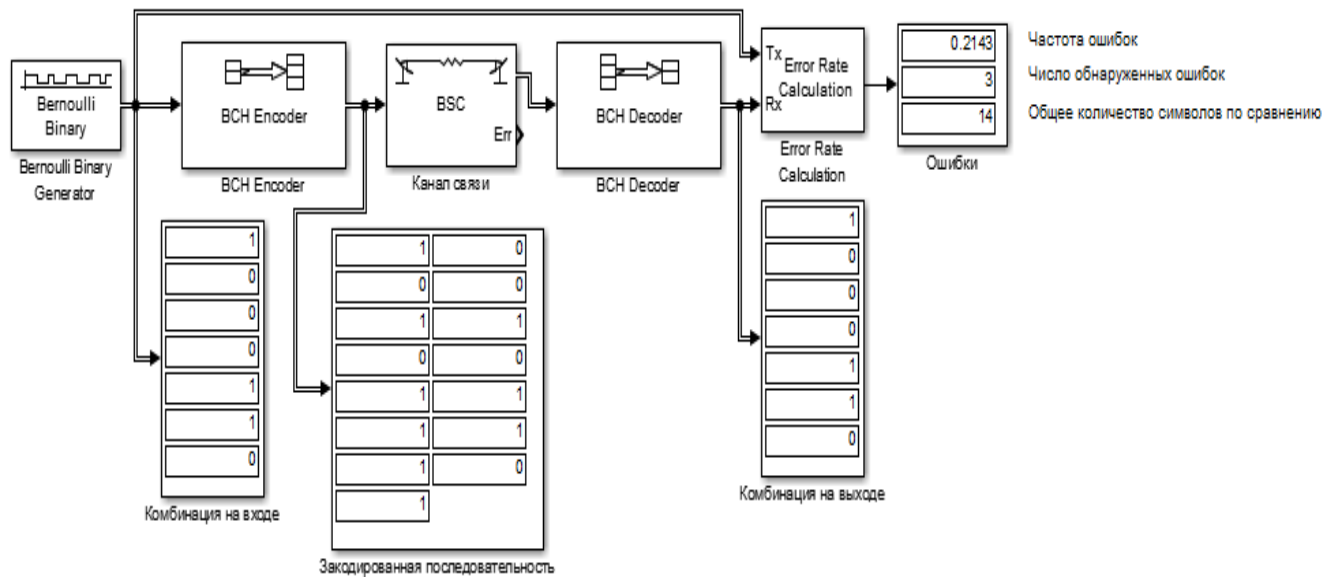 Bernoulli
Binary
Bernoulli Binary
Generator
BCH Encoder
BCH Encoder
BSC
Err
Канал связи
BCH Decoder
BCH Decoder
Tx
Rx
Error Rate
Calculation
Error Rate
Calculation
0.2143
3
14
Ошибки
Частота ошибок
Число обнаруженных ошибок
Общее количество символов по сравнению
1
0
0
0
1
1
0
Комбинация на входе
1 0
0 0
1 1
0 0
1 1
1 1
1 0
1
Закодированная последовательность
1
0
0
0
1
1
0
Комбинация на выходе